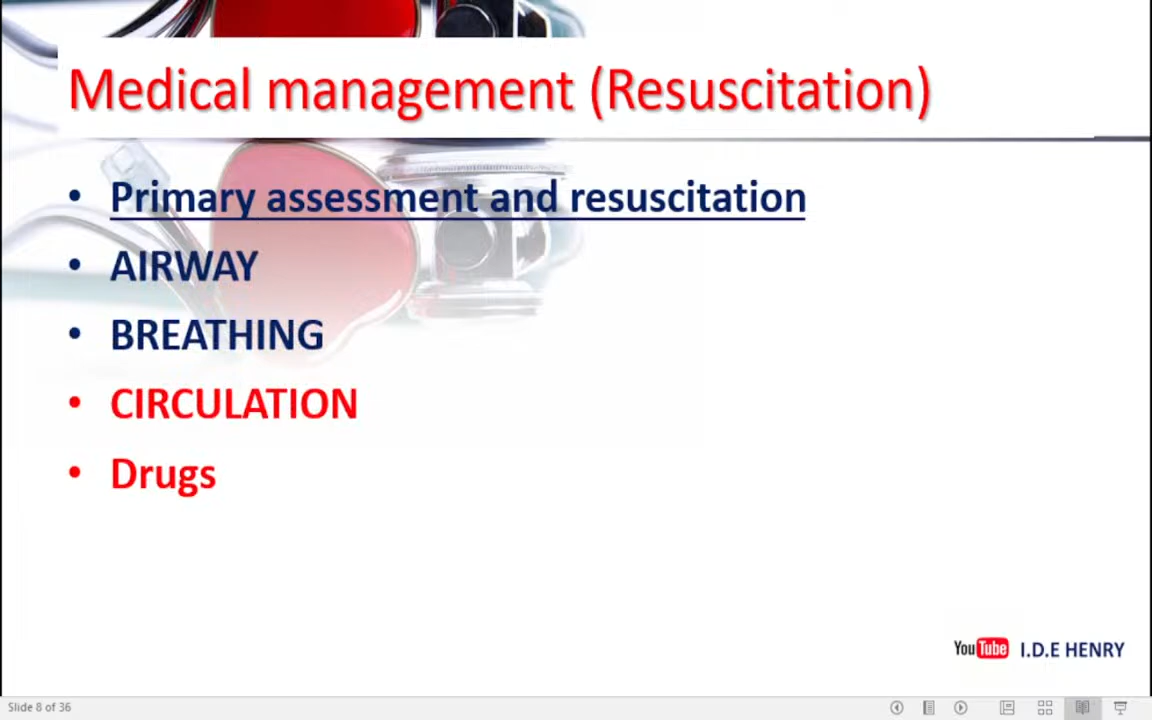 Medical management (Resuscitation)
• Primary assessment and resuscitation
• AIRWAY
• BREATHING
• CIRCULATION
• Drugs
YouTube I.D.E HENRY
Slide 8 of 36